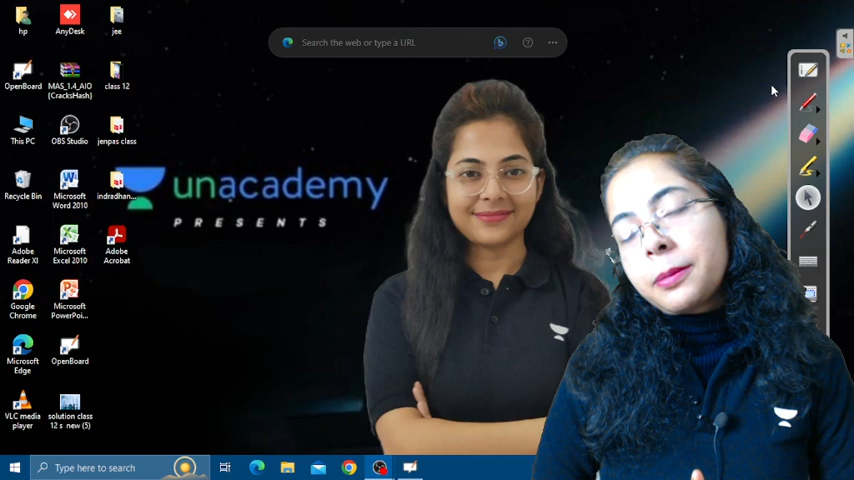 hp
AnyDesk
jee
Search the web or type a URL
OpenBoard
MAS_1.4_AIO
{CracksHash}
class 12
This PC
OBS Studio
jenpas class
unacademy
PRESENTS
Recycle Bin
Microsoft
Word 2010
indradhan...
Adobe
Reader XI
Microsoft
Excel 2010
Adobe
Acrobat
Google
Chrome
Microsoft
PowerPoi...
Microsoft
Edge
OpenBoard
VLC media
player
solution class
12 s new (5)
Type here to search